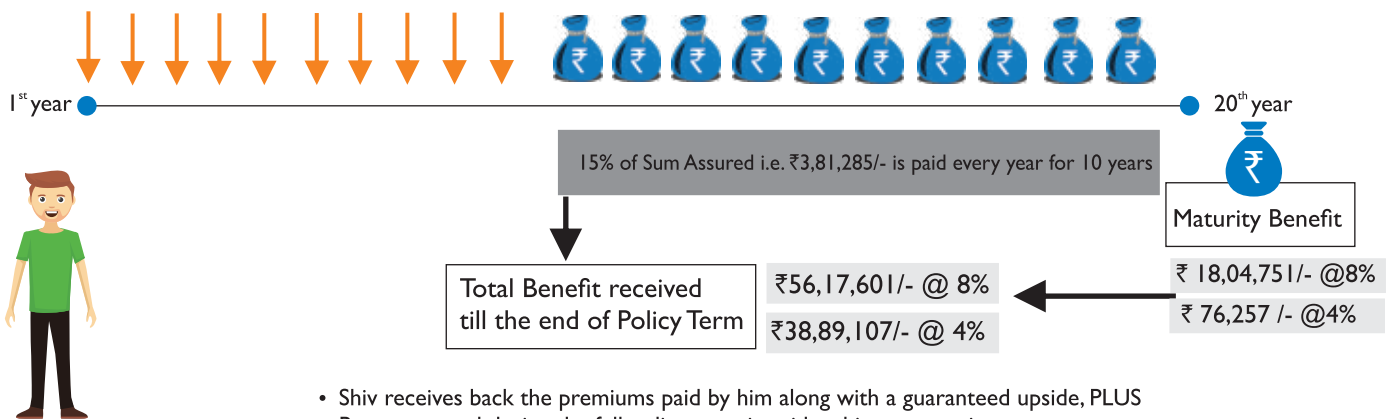 1st year
20th year
15% of Sum Assured i.e. ₹3,81,285/- is paid every year for 10 years
Maturity Benefit
Total Benefit received
till the end of Policy Term
₹56,17,601/- @ 8%
₹38,89,107/- @ 4%
₹ 18,04,751/- @8%
₹ 76,257 /- @4%
• Shiv receives back the premiums paid by him along with a guaranteed upside, PLUS